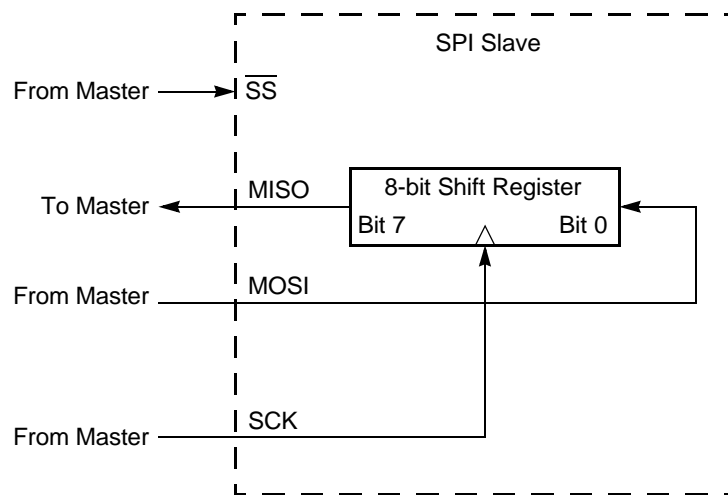 SPI Slave
From Master
SS
MISO
8-bit Shift Register
To Master
Bit 7
Bit 0
From Master
MOSI
SCK
From Master